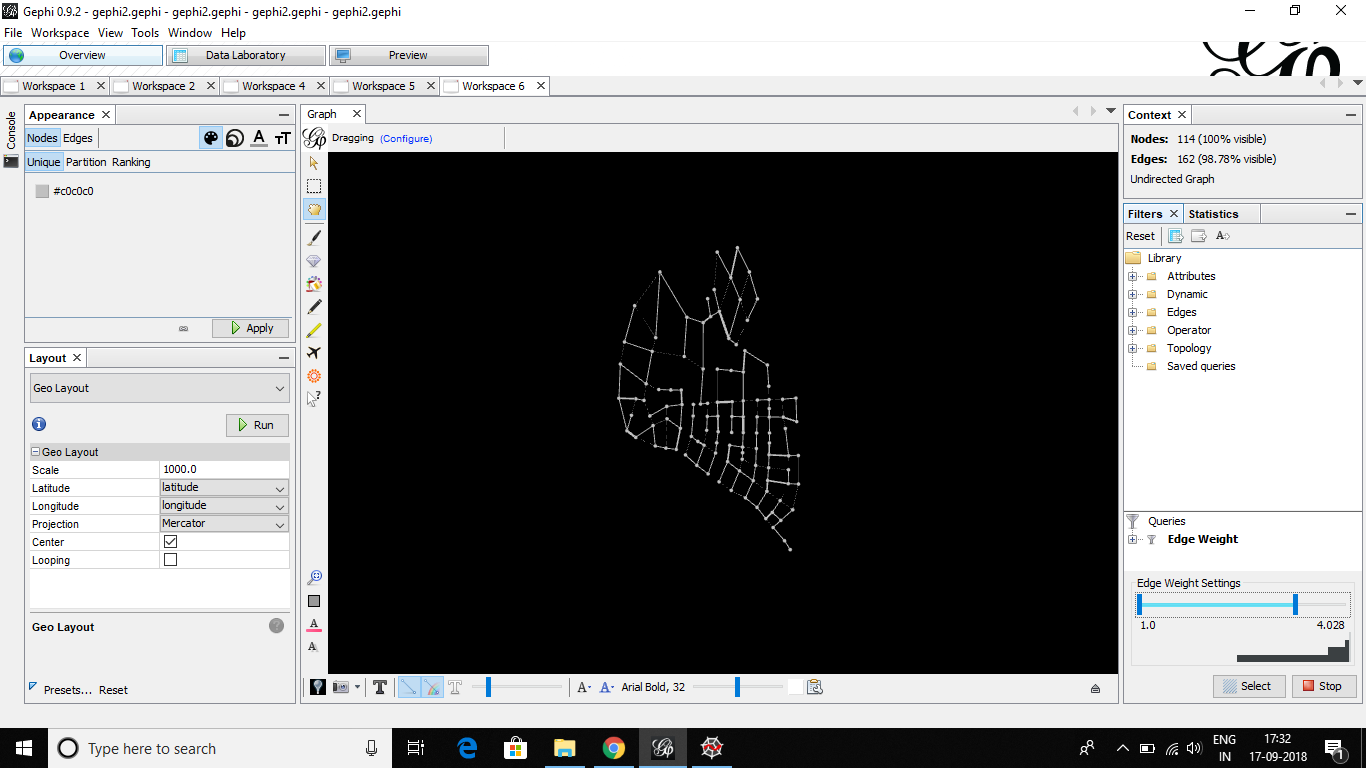 Gephi 0.9.2 - gephi2.gephi - gephi2.gephi - gephi2.gephi - gephi2.gephi
File Workspace View Tools Window Help
Overview Data Laboratory Preview
Workspace 1 Workspace 2 Workspace 4 Workspace 5 Workspace 6
Console
Appearance
Nodes Edges
Unique Partition Ranking
#c0c0c0
Apply
Layout
Geo Layout
Run
Geo Layout
Scale 1000.0
Latitude latitude
Longitude longitude
Projection Mercator
Center
Looping
Geo Layout
Presets... Reset
Graph
Dragging (Configure)
Arial Bold, 32
Context
Nodes: 114 (100% visible)
Edges: 162 (98.78% visible)
Undirected Graph
Filters Statistics
Reset
Library
Attributes
Dynamic
Edges
Operator
Topology
Saved queries
Queries
Edge Weight
Edge Weight Settings
1.0 4.028
Select Stop
Type here to search
ENG
IN
17:32
17-09-2018
1